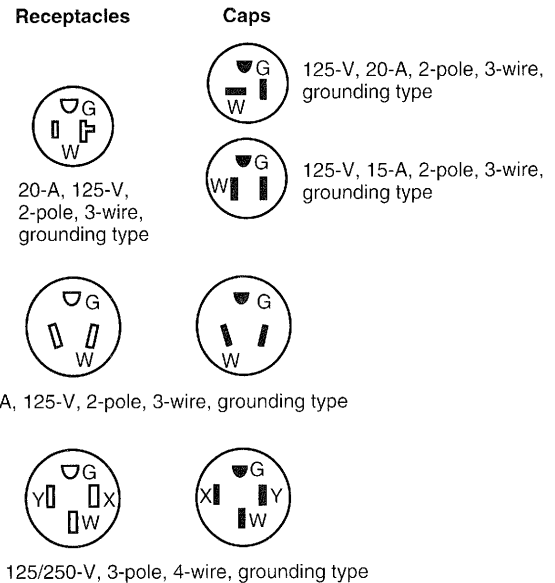 Receptacles Caps
G
W
20-A, 125-V,
2-pole, 3-wire,
grounding type
G
W
125-V, 20-A, 2-pole, 3-wire,
grounding type
G
W
125-V, 15-A, 2-pole, 3-wire,
grounding type
G
W
G
W
A, 125-V, 2-pole, 3-wire, grounding type
G
Y X
W
G
X Y
W
125/250-V, 3-pole, 4-wire, grounding type